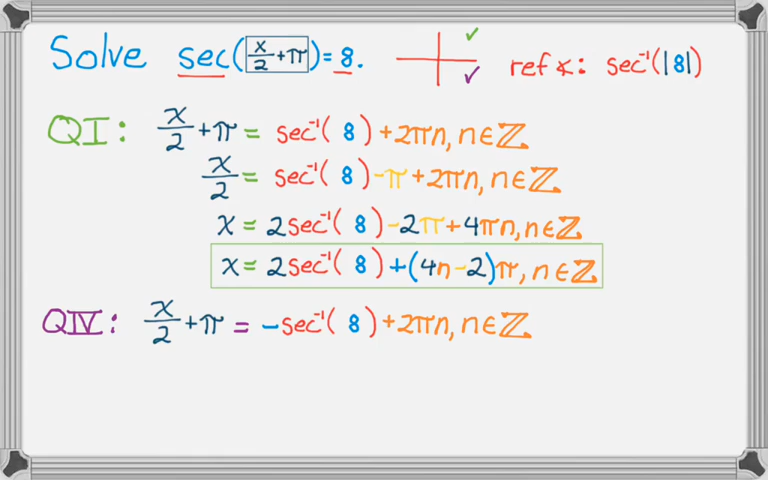 Solve sec(x/2+π)=8. ref∡: sec⁻¹(|8|)
QI: x/2+π = sec⁻¹( 8)+2πn, n∈ℤ
x/2 = sec⁻¹( 8)-π+2πn, n∈ℤ
x = 2sec⁻¹( 8)-2π+4πn, n∈ℤ
x = 2sec⁻¹( 8)+(4n-2)π, n∈ℤ
QIV: x/2+π = -sec⁻¹( 8)+2πn, n∈ℤ